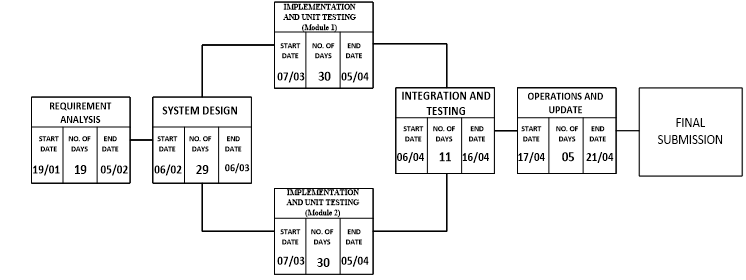 IMPLEMENTATION
AND UNIT TESTING
(Module 1)
START DATE NO. OF DAYS END DATE
07/03 30 05/04
REQUIREMENT
ANALYSIS
START DATE NO. OF DAYS END DATE
19/01 19 05/02
SYSTEM DESIGN
START DATE NO. OF DAYS END DATE
06/02 29 06/03
INTEGRATION AND
TESTING
START DATE NO. OF DAYS END DATE
06/04 11 16/04
OPERATIONS AND
UPDATE
START DATE NO. OF DAYS END DATE
17/04 05 21/04
FINAL
SUBMISSION
IMPLEMENTATION
AND UNIT TESTING
(Module 2)
START DATE NO. OF DAYS END DATE
07/03 30 05/04